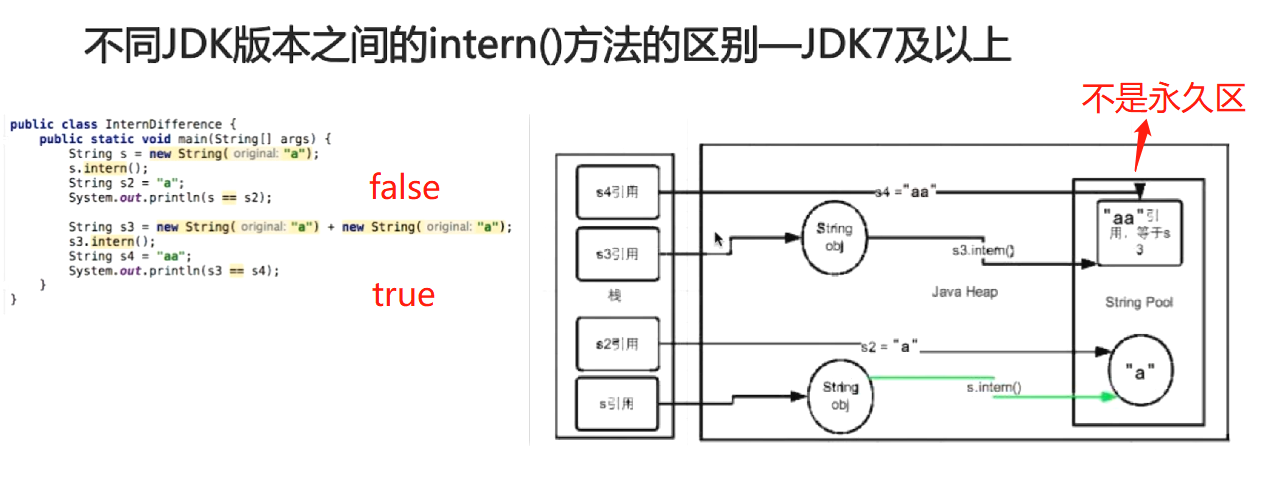 不同JDK版本之间的intern()方法的区别—JDK7及以上
public class InternDifference {
public static void main(String[] args) {
String s = new String( original: "a");
s.intern();
String s2 = "a";
System.out.println(s == s2);
false
String s3 = new String( original: "a") + new String( original: "a");
s3.intern();
String s4 = "aa";
System.out.println(s3 == s4);
true
}
}
不是永久区
s4引用
s4 ="aa"
"aa"引
用，等于s
3
s3引用
String
obj
s3.intern()
栈
Java Heap
String Pool
s2引用
s2 = "a"
"a"
s引用
String
obj
s.intern()